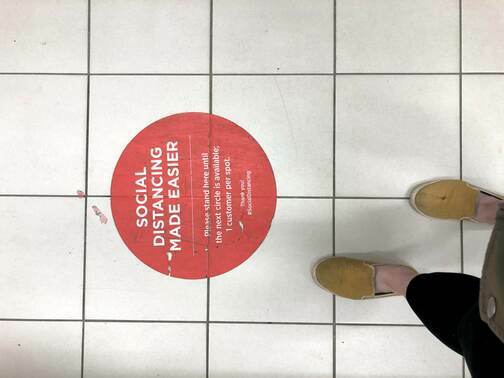 SOCIAL
DISTANCING
MADE EASIER
Please stand here until
the next circle is available;
1 customer per spot.
Thank you!
#SocialDistancing